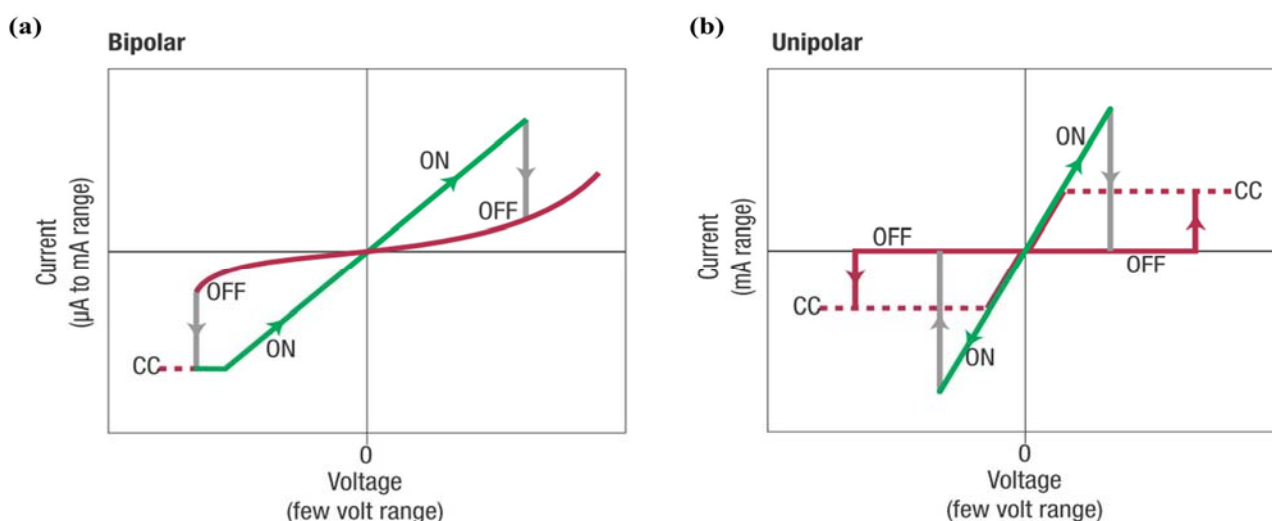 (a)
Bipolar
Current
(µA to mA range)
ON
OFF
OFF
ON
CC
0
Voltage
(few volt range)
(b)
Unipolar
Current
(mA range)
ON
CC
OFF
OFF
CC
ON
0
Voltage
(few volt range)